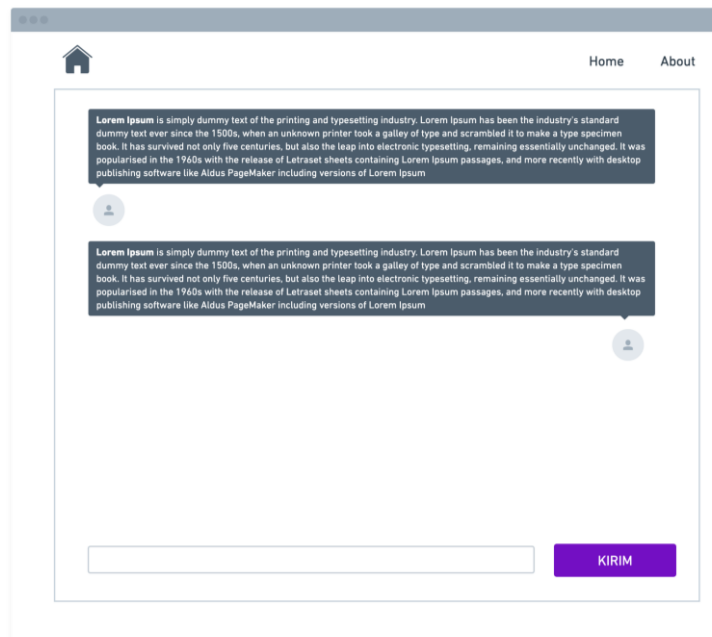 Home About
Lorem Ipsum is simply dummy text of the printing and typesetting industry. Lorem Ipsum has been the industry's standard
dummy text ever since the 1500s, when an unknown printer took a galley of type and scrambled it to make a type specimen
book. It has survived not only five centuries, but also the leap into electronic typesetting, remaining essentially unchanged. It was
popularised in the 1960s with the release of Letraset sheets containing Lorem Ipsum passages, and more recently with desktop
publishing software like Aldus PageMaker including versions of Lorem Ipsum
Lorem Ipsum is simply dummy text of the printing and typesetting industry. Lorem Ipsum has been the industry's standard
dummy text ever since the 1500s, when an unknown printer took a galley of type and scrambled it to make a type specimen
book. It has survived not only five centuries, but also the leap into electronic typesetting, remaining essentially unchanged. It was
popularised in the 1960s with the release of Letraset sheets containing Lorem Ipsum passages, and more recently with desktop
publishing software like Aldus PageMaker including versions of Lorem Ipsum
KIRIM